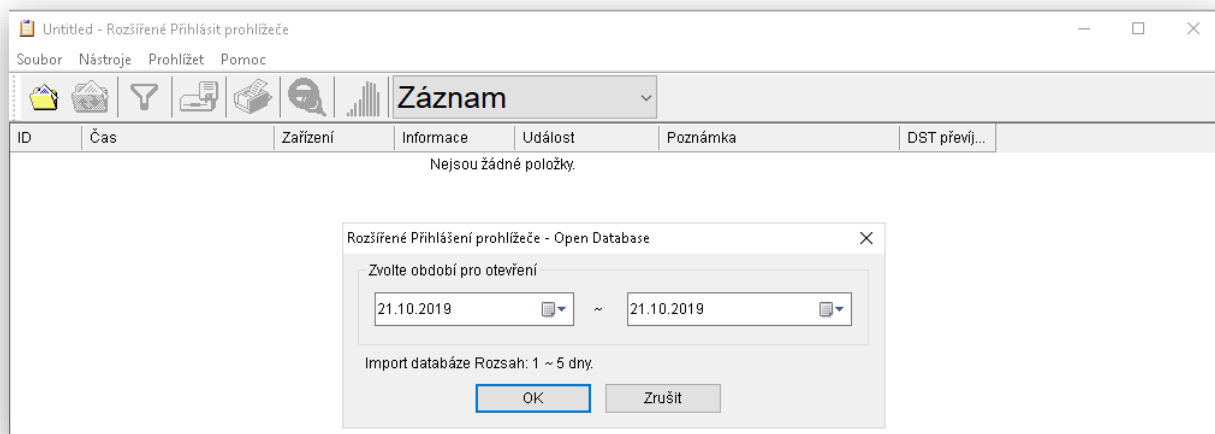 Untitled - Rozšířené Přihlásit prohlížeče
Soubor Nástroje Prohlížet Pomoc
Záznam
ID Čas Zařízení Informace Událost Poznámka DST převíj...
Nejsou žádné položky.
Rozšířené Přihlášení prohlížeče - Open Database
Zvolte období pro otevření
21.10.2019 ~ 21.10.2019
Import databáze Rozsah: 1 ~ 5 dny.
OK Zrušit